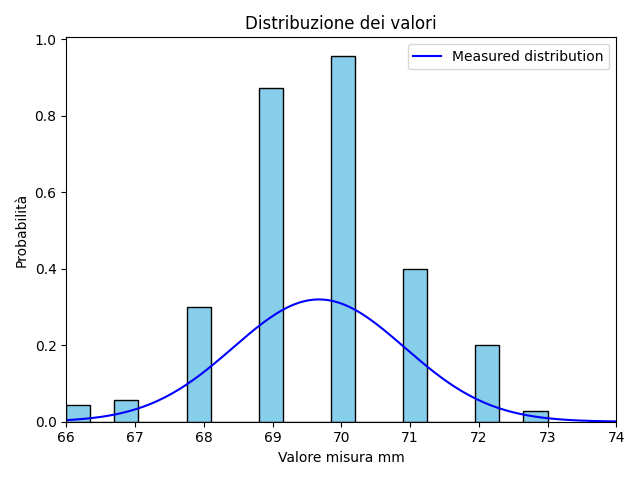 Distribuzione dei valori
Measured distribution
1.0
0.8
0.6
0.4
0.2
0.0
Probabilità
66 67 68 69 70 71 72 73 74
Valore misura mm